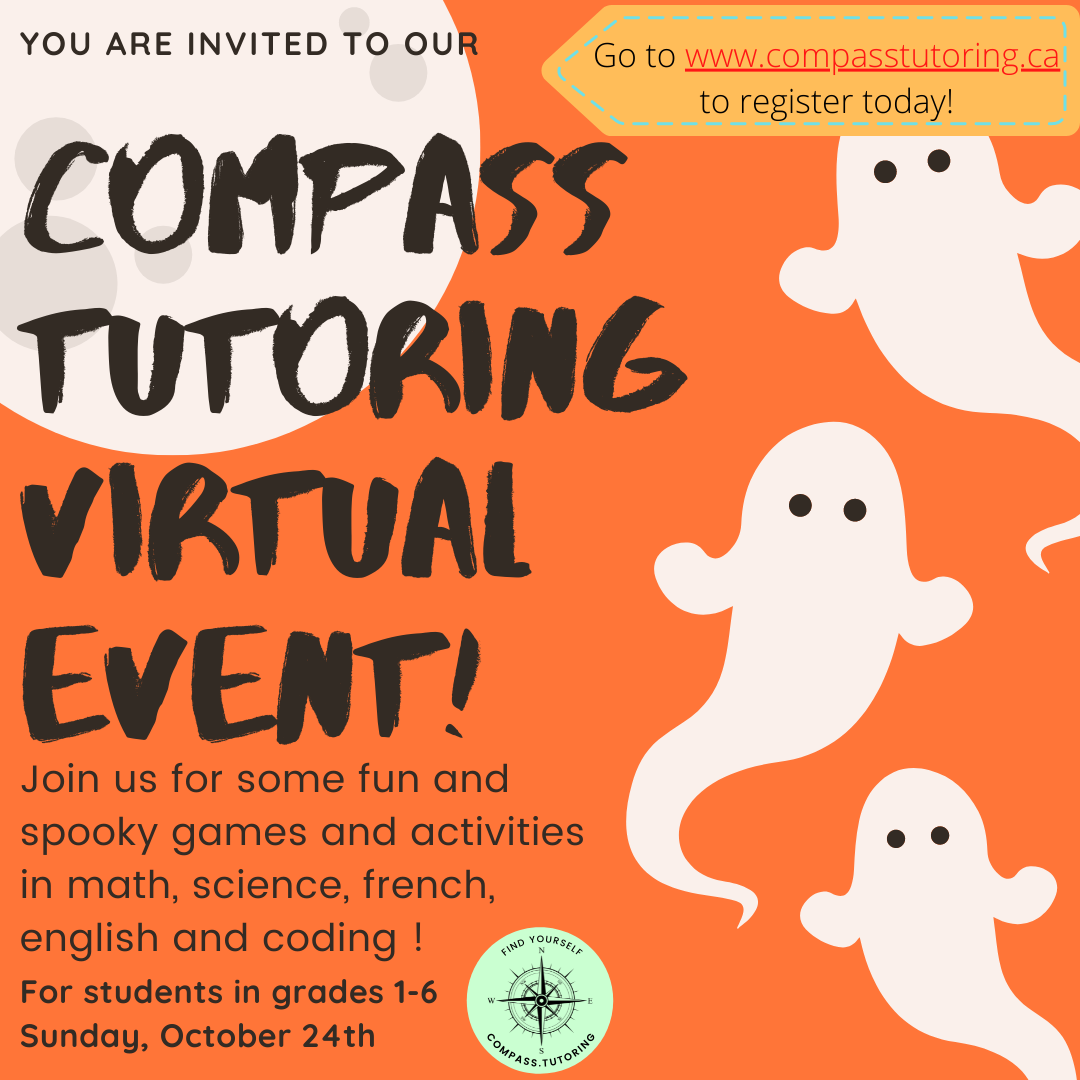 YOU ARE INVITED TO OUR
Go to www.compasstutoring.ca
to register today!
COMPASS
TUTORING
VIRTUAL
EVENT!
Join us for some fun and
spooky games and activities
in math, science, french,
english and coding !
For students in grades 1-6
Sunday, October 24th
FIND YOURSELF
N
W E
S
COMPASS.TUTORING